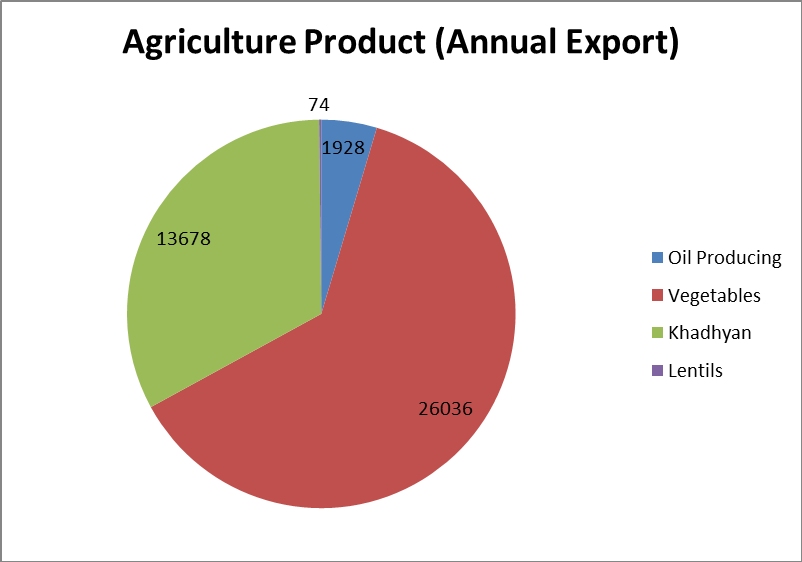 Agriculture Product (Annual Export)
74
1928
13678
26036
Oil Producing
Vegetables
Khadhyan
Lentils